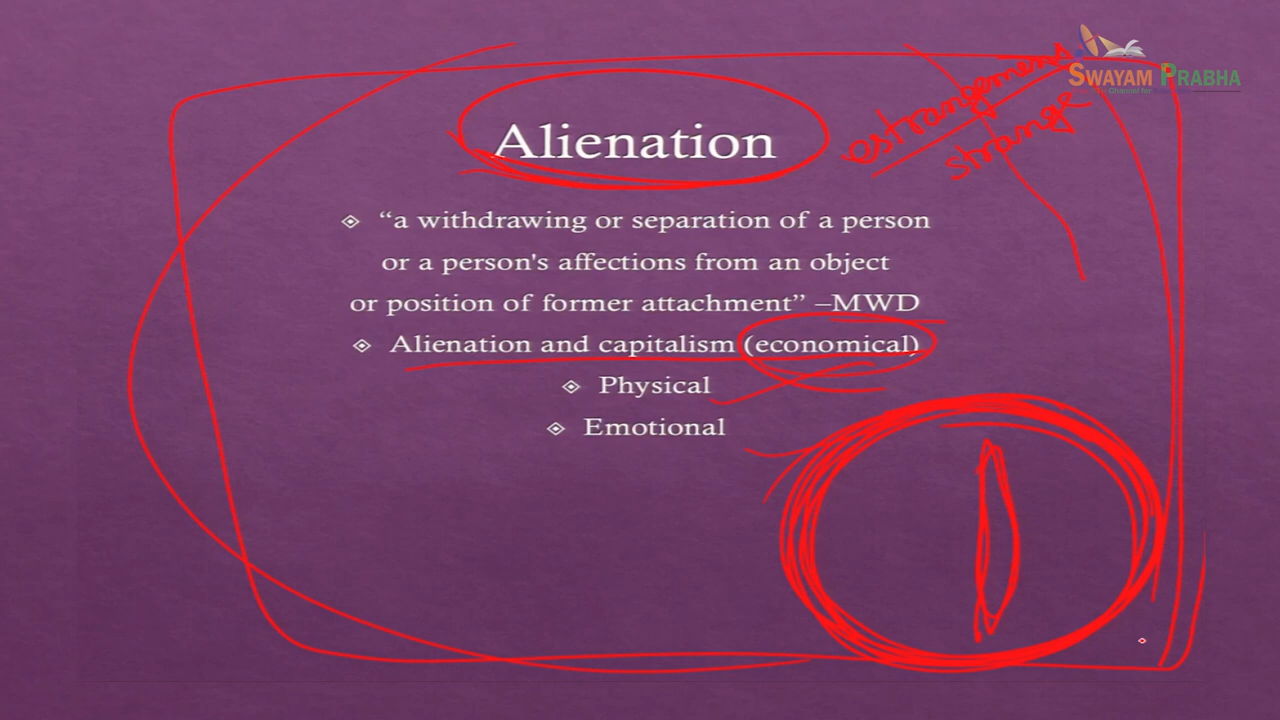 SWAYAM PRABHA
estrangement
strange
Alienation
“a withdrawing or separation of a person
or a person's affections from an object
or position of former attachment” –MWD
Alienation and capitalism (economical)
Physical
Emotional